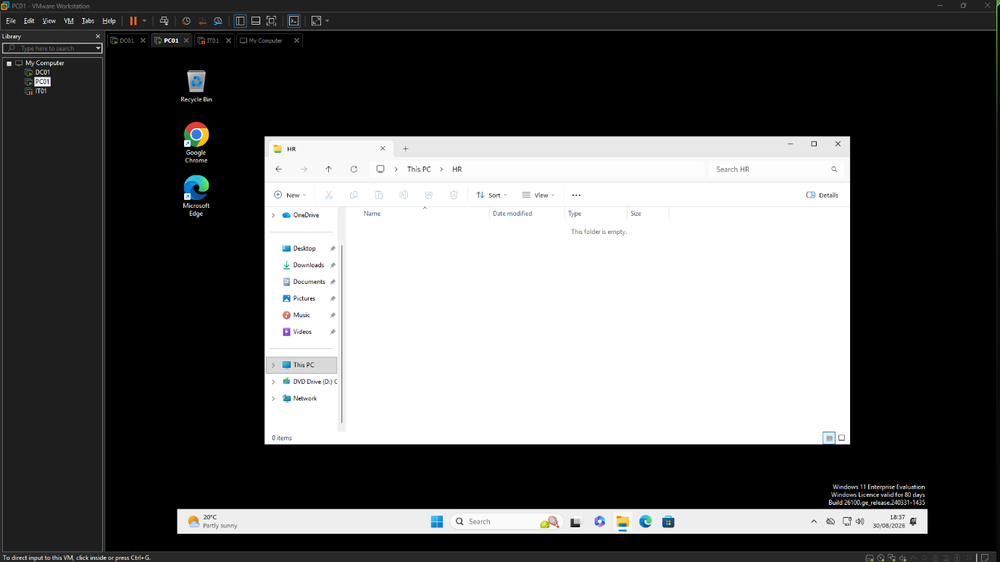 PC01 - VMware Workstation
File Edit View VM Tabs Help
Library
Type here to search
My Computer
DC01
PC01
IT01
DC01
PC01
IT01
My Computer
Recycle Bin
Google
Chrome
Microsoft
Edge
HR
This PC
HR
Search HR
New
Sort
View
Details
Name
Date modified
Type
Size
This folder is empty.
OneDrive
Desktop
Downloads
Documents
Pictures
Music
Videos
This PC
DVD Drive (D:) C
Network
0 items
Windows 11 Enterprise Evaluation
Windows Licence valid for 80 days
Build 26100.ge_release.240331-1435
20°C
Partly sunny
Search
18:37
30/08/2026
To direct input to this VM, click inside or press Ctrl+G.